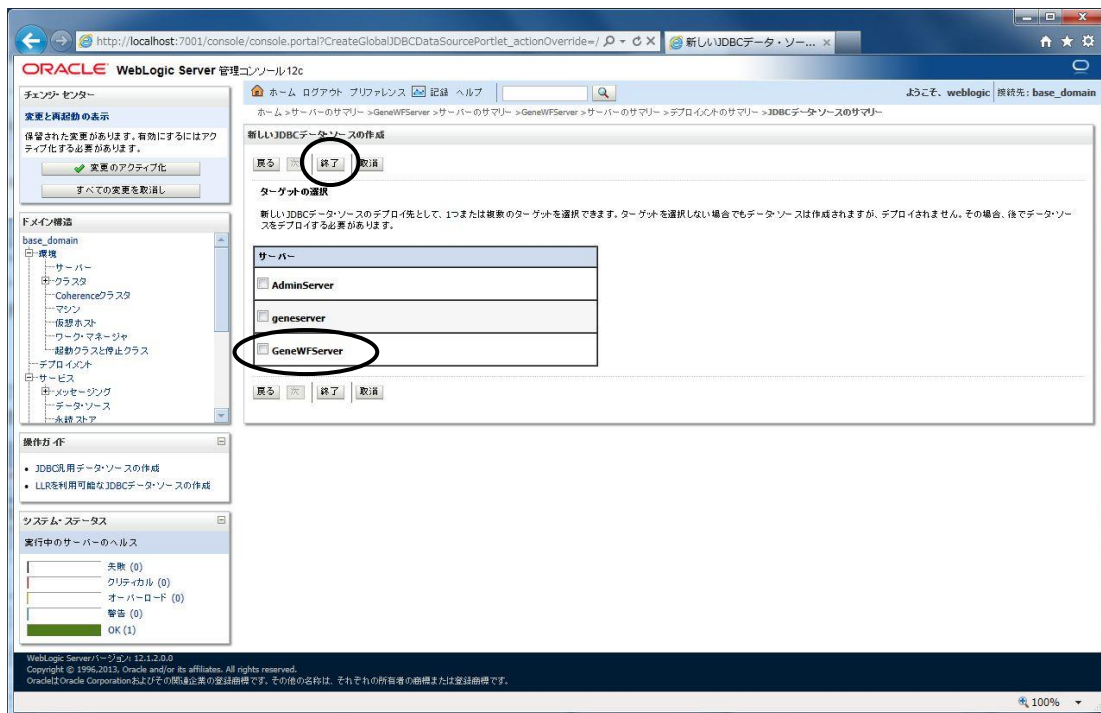 http://localhost:7001/console/console.portal?CreateGlobalJDBCDataSourcePortlet_actionOverride=/
新しいJDBCデータ・ソー...
ORACLE WebLogic Server 管理コンソール12c
チェンジ・センター
変更と再起動の表示
保留された変更があります。有効にするにはアク
ティブ化する必要があります。
変更のアクティブ化
すべての変更を取消し
ドメイン構造
base_domain
環境
サーバー
クラスタ
Coherenceクラスタ
マシン
仮想ホスト
ワーク・マネージャ
起動クラスと停止クラス
デプロイメント
サービス
メッセージング
データ・ソース
永続ストア
操作ガイド
JDBC汎用データ・ソースの作成
LLRを利用可能なJDBCデータ・ソースの作成
システム・ステータス
実行中のサーバーのヘルス
失敗 (0)
クリティカル (0)
オーバーロード (0)
警告 (0)
OK (1)
ホーム ログアウト プリファレンス 記録 ヘルプ
ようこそ、weblogic 接続先: base_domain
ホーム >サーバーのサマリー >GeneWFServer >サーバーのサマリー >GeneWFServer >サーバーのサマリー >デプロイメントのサマリー >JDBCデータ・ソースのサマリー
新しいJDBCデータ・ソースの作成
戻る 次 終了 取消
ターゲットの選択
新しいJDBCデータ・ソースのデプロイ先として、1つまたは複数のターゲットを選択できます。ターゲットを選択しない場合でもデータ・ソースは作成されますが、デプロイされません。その場合、後でデータ・ソー
スをデプロイする必要があります。
サーバー
AdminServer
geneserver
GeneWFServer
戻る 次 終了 取消
WebLogic Serverバージョン: 12.1.2.0.0
Copyright © 1996,2013, Oracle and/or its affiliates. All rights reserved.
OracleはOracle Corporationおよびその関連企業の登録商標です。その他の名称は、それぞれの所有者の商標または登録商標です。
100%